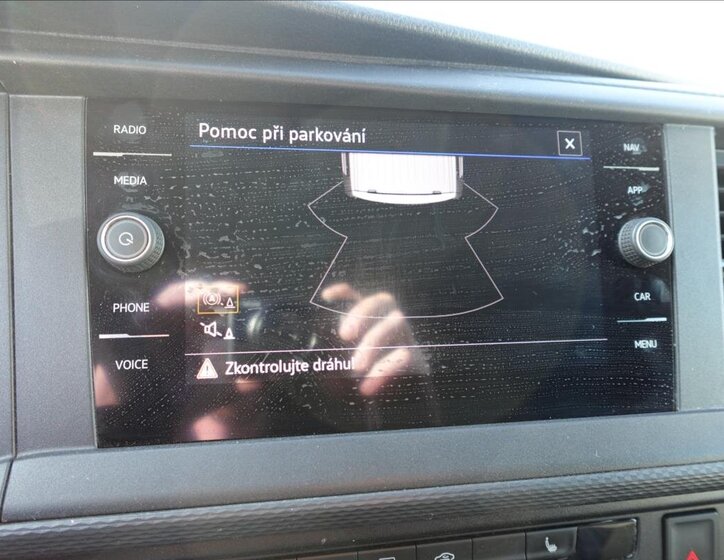 RADIO
MEDIA
PHONE
VOICE
Pomoc při parkování
Zkontrolujte dráhu!
NAV
APP
CAR
MENU